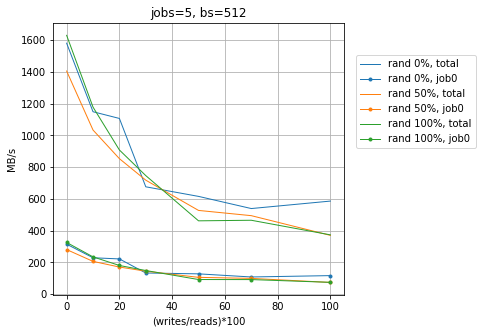 jobs=5, bs=512
1600
1400
1200
1000
800
600
400
200
0
MB/s
0
20
40
60
80
100
(writes/reads)*100
rand 0%, total
rand 0%, job0
rand 50%, total
rand 50%, job0
rand 100%, total
rand 100%, job0